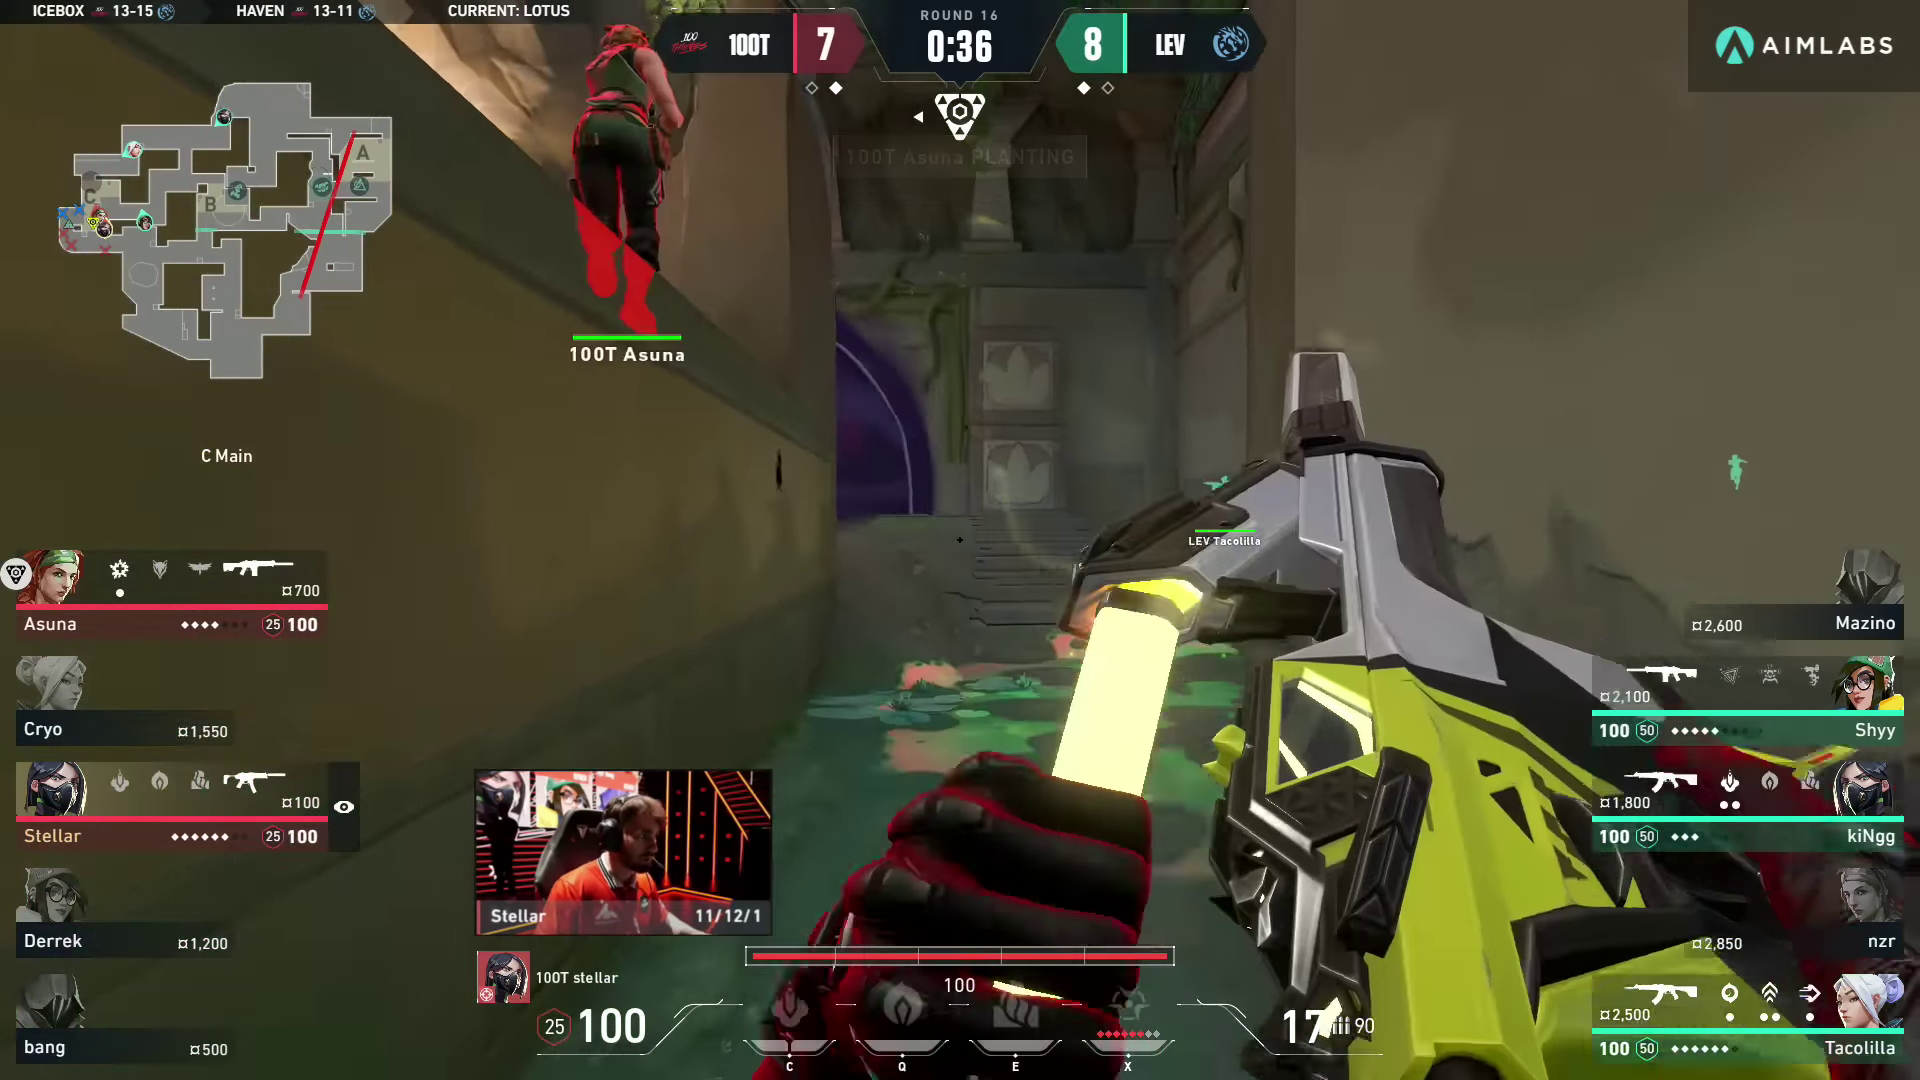 ICEBOX 13-15 HAVEN 13-11 CURRENT: LOTUS
100 THIEVES 100T 7 ROUND 16 0:36 8 LEV
AIMLABS
100T Asuna PLANTING
A
B
C
100T Asuna
C Main
LEV Tacolilla
¤700
Asuna 25 100
Cryo ¤1,550
¤100
Stellar 25 100
Derrek ¤1,200
bang ¤500
Stellar 11/12/1
100T stellar
25 100
100
17 90
C Q E X
¤2,600 Mazino
¤2,100
100 50 Shyy
¤1,800
100 50 kiNgg
¤2,850 nzr
¤2,500
100 50 Tacolilla